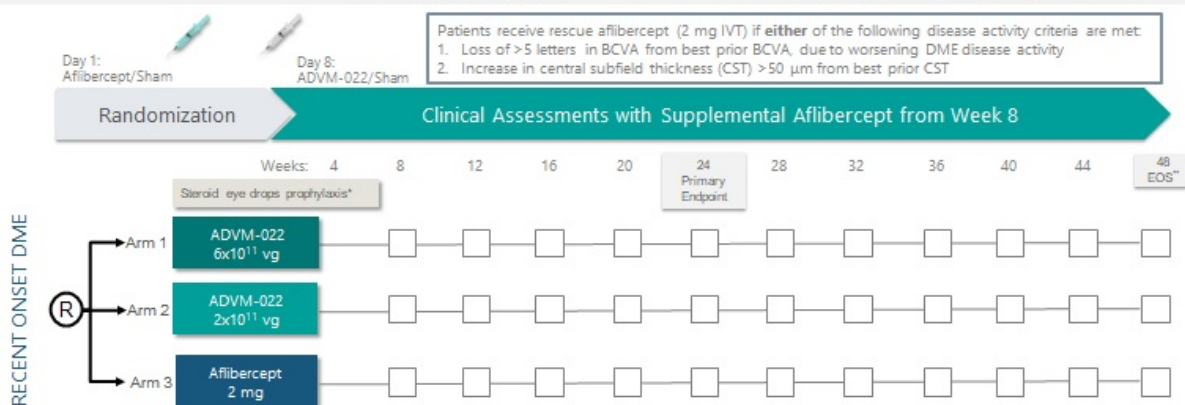 Patients receive rescue aflibercept (2 mg IVT) if either of the following disease activity criteria are met:
1. Loss of >5 letters in BCVA from best prior BCVA, due to worsening DME disease activity
2. Increase in central subfield thickness (CST) >50 μm from best prior CST
Day 1:
Aflibercept/Sham
Day 8:
ADVM-022/Sham
Randomization
Clinical Assessments with Supplemental Aflibercept from Week 8
Weeks: 4 8 12 16 20 24 28 32 36 40 44 48
Primary
Endpoint
EOS**
Steroid eye drops prophylaxis*
RECENT ONSET DME
R
Arm 1
ADVM-022
6x10¹¹ vg
Arm 2
ADVM-022
2x10¹¹ vg
Arm 3
Aflibercept
2 mg